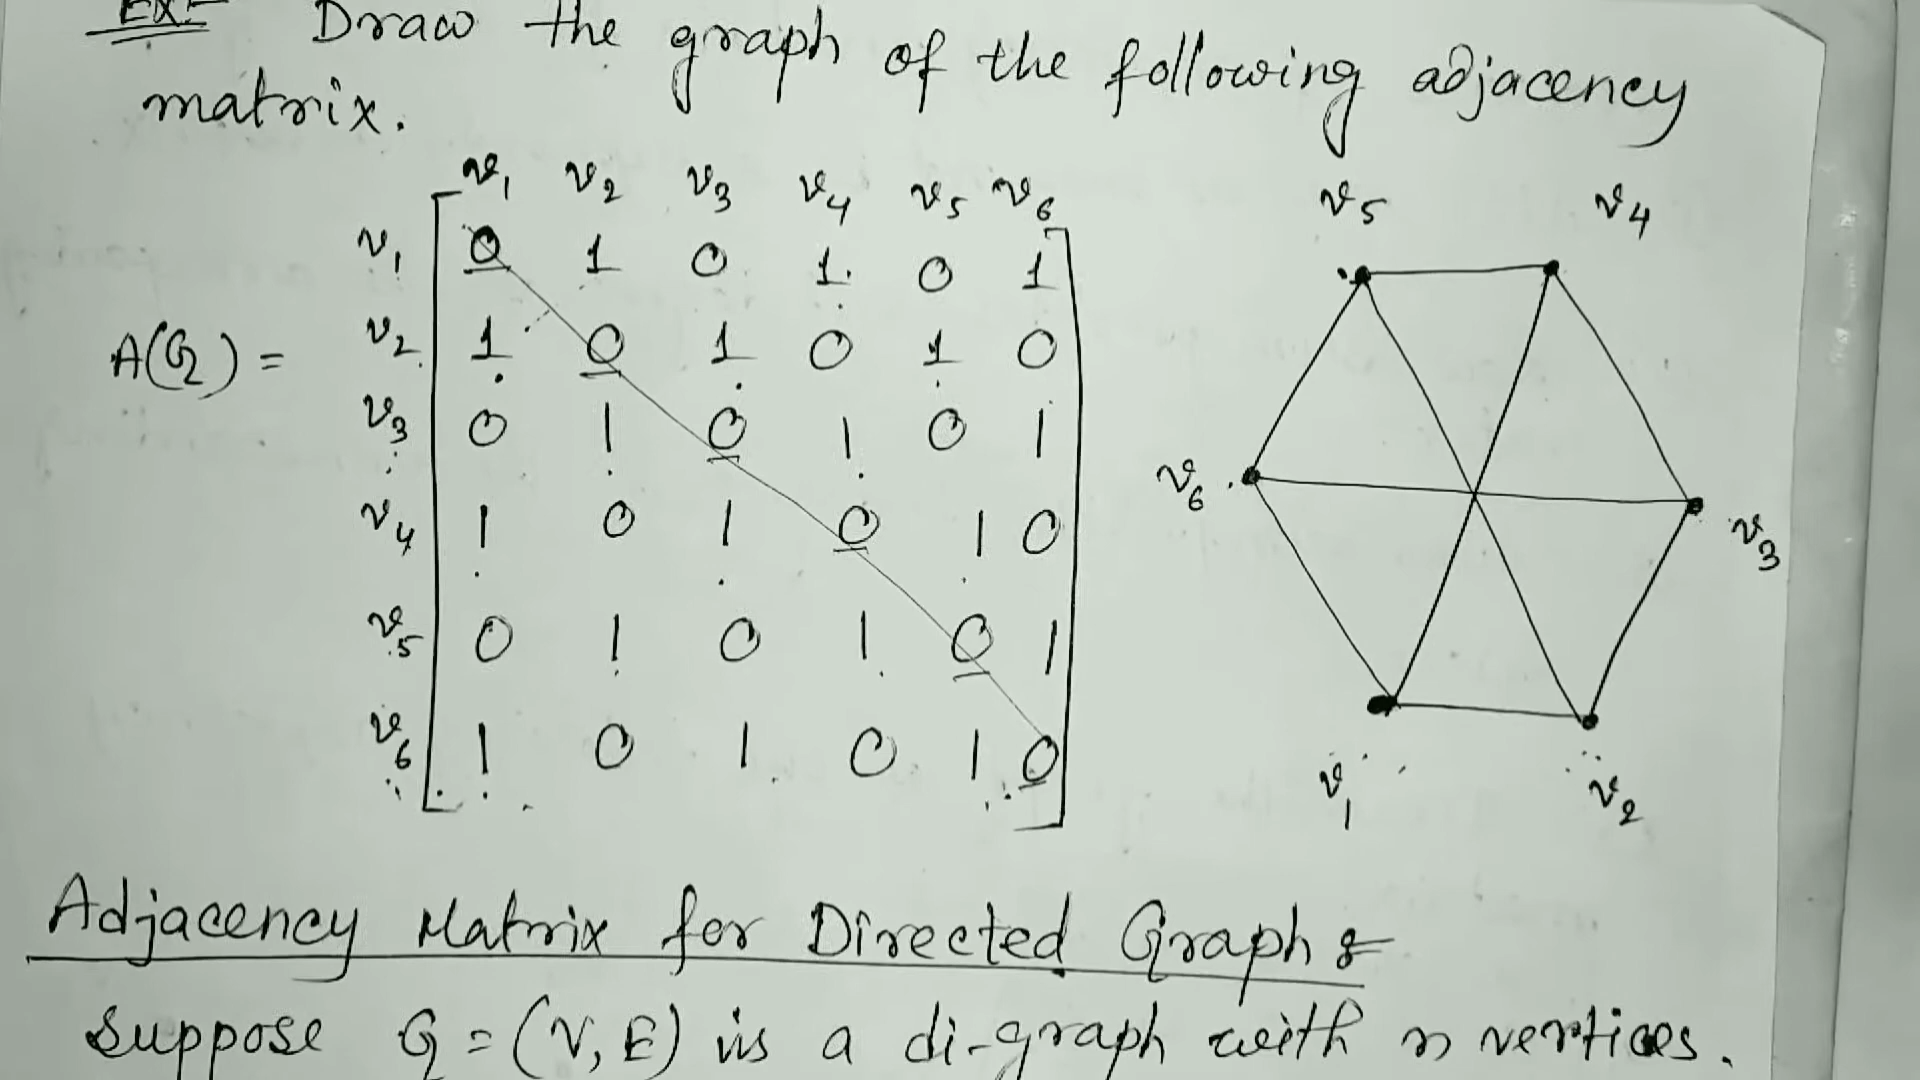 Ex:- Draw the graph of the following adjacency
matrix.
v1 v2 v3 v4 v5 v6
v1 0 1 0 1 0 1
A(G2) =
v2 1 0 1 0 1 0
v3 0 1 0 1 0 1
v4 1 0 1 0 1 0
v5 0 1 0 1 0 1
v6 1 0 1 0 1 0
v5 v4
v6 v3
v1 v2
Adjacency Matrix for Directed Graph :-
Suppose G = (V, E) is a di-graph with n vertices.